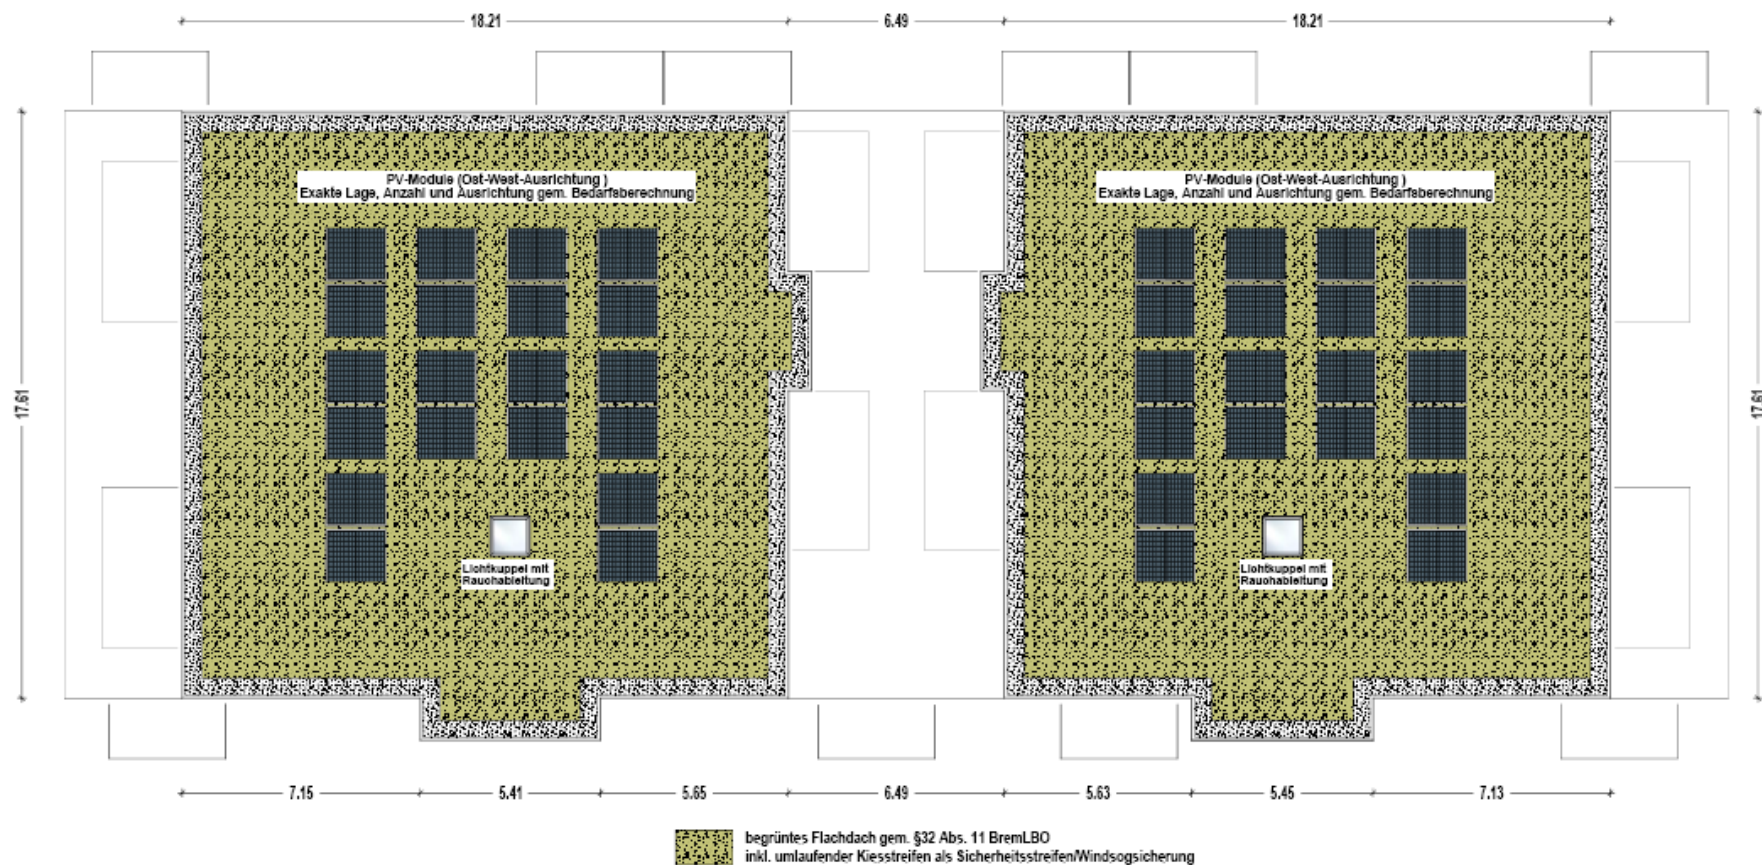 18.21 6.49 18.21
PV-Module (Ost-West-Ausrichtung )
Exakte Lage, Anzahl und Ausrichtung gem. Bedarfsberechnung
PV-Module (Ost-West-Ausrichtung )
Exakte Lage, Anzahl und Ausrichtung gem. Bedarfsberechnung
17.61
17.61
Lichtkuppel mit
Rauchableitung
Lichtkuppel mit
Rauchableitung
7.15 5.41 5.65 6.49 5.63 5.45 7.13
begrüntes Flachdach gem. §32 Abs. 11 BremLBO
inkl. umlaufender Kiesstreifen als Sicherheitsstreifen/Windsogsicherung